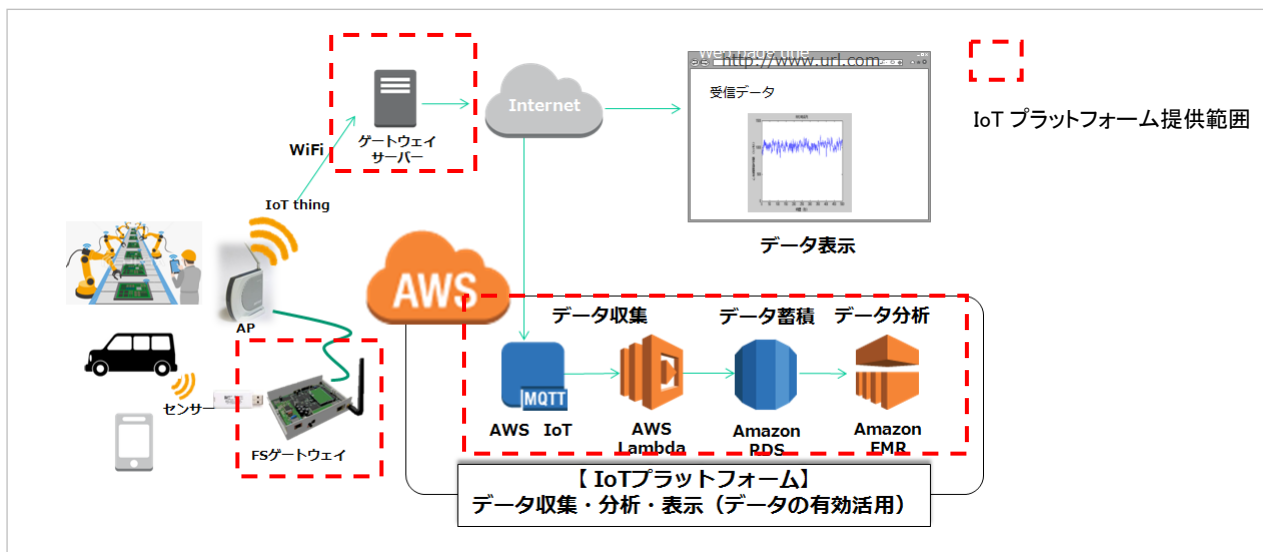 We b page title
http://www.url.com
受信データ
IoT プラットフォーム提供範囲
Internet
ゲートウェイ
サーバー
WiFi
IoT thing
データ表示
AWS
AP
センサー
FSゲートウェイ
データ収集
データ蓄積
データ分析
MQTT
AWS IoT
AWS
Lambda
Amazon
RDS
Amazon
EMR
【 IoTプラットフォーム】
データ収集・分析・表示（データの有効活用）